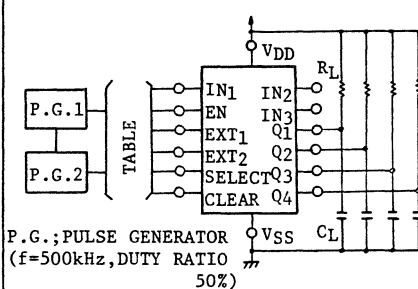 VDD
RL
P.G.1
P.G.2
TABLE
IN1
EN
EXT1
EXT2
SELECT
CLEAR
IN2
IN3
Q1
Q2
Q3
Q4
VSS
CL
P.G.;PULSE GENERATOR
(f=500kHz,DUTY RATIO
50%)